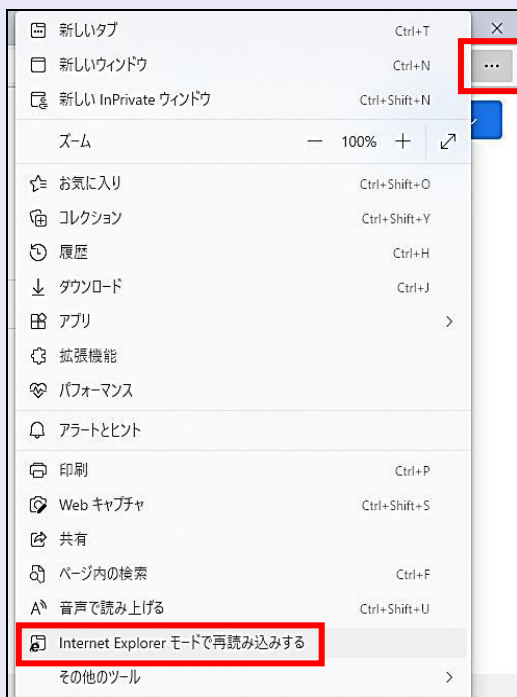 新しいタブ Ctrl+T
新しいウィンドウ Ctrl+N
新しい InPrivate ウィンドウ Ctrl+Shift+N
ズーム 100%
お気に入り Ctrl+Shift+O
コレクション Ctrl+Shift+Y
履歴 Ctrl+H
ダウンロード Ctrl+J
アプリ
拡張機能
パフォーマンス
アラートとヒント
印刷 Ctrl+P
Web キャプチャ Ctrl+Shift+S
共有
ページ内の検索 Ctrl+F
音声で読み上げる Ctrl+Shift+U
Internet Explorer モードで再読み込みする
その他のツール